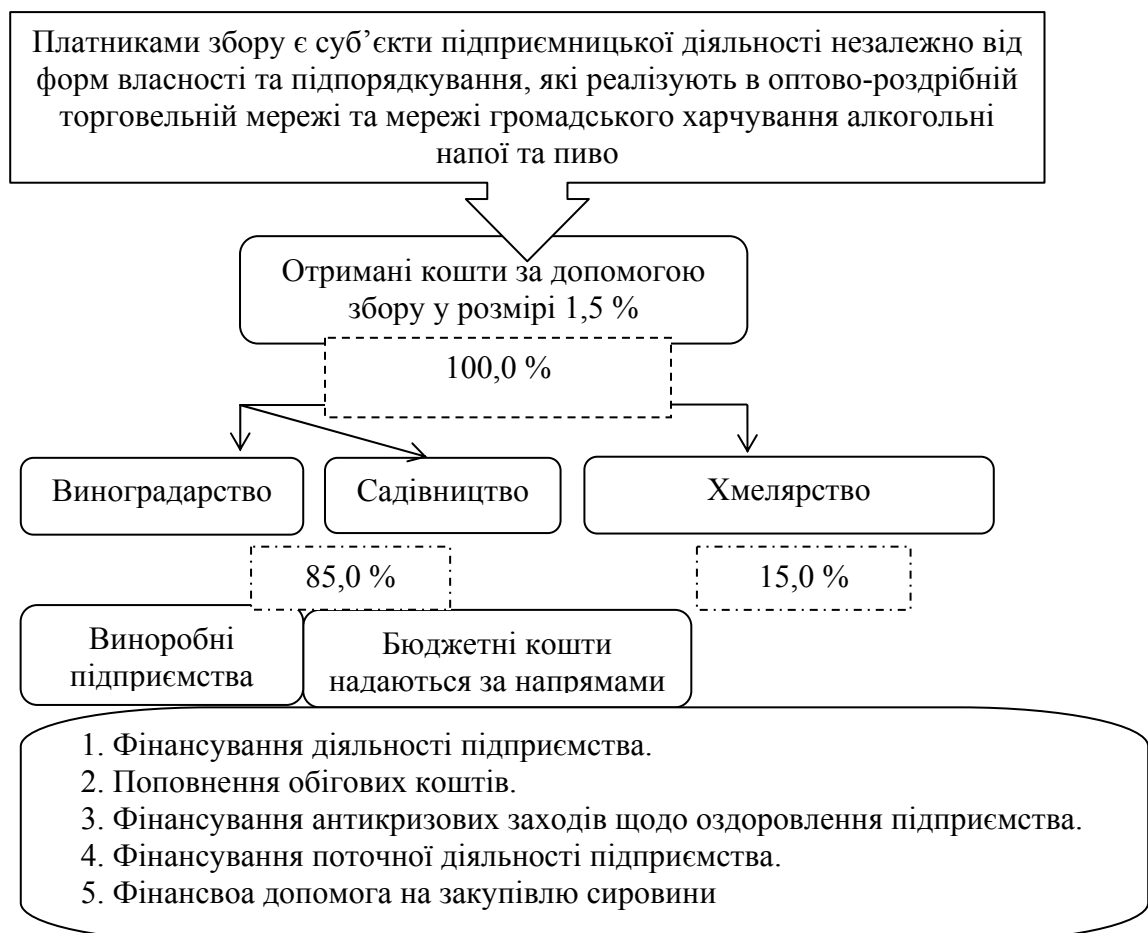 Платниками збору є суб’єкти підприємницької діяльності незалежно від
форм власності та підпорядкування, які реалізують в оптово-роздрібній
торговельній мережі та мережі громадського харчування алкогольні
напої та пиво
Отримані кошти за допомогою
збору у розмірі 1,5 %
100,0 %
Виноградарство
Садівництво
Хмелярство
85,0 %
15,0 %
Виноробні
підприємства
Бюджетні кошти
надаються за напрямами
1. Фінансування діяльності підприємства.
2. Поповнення обігових коштів.
3. Фінансування антикризових заходів щодо оздоровлення підприємства.
4. Фінансування поточної діяльності підприємства.
5. Фінансвоа допомога на закупівлю сировини